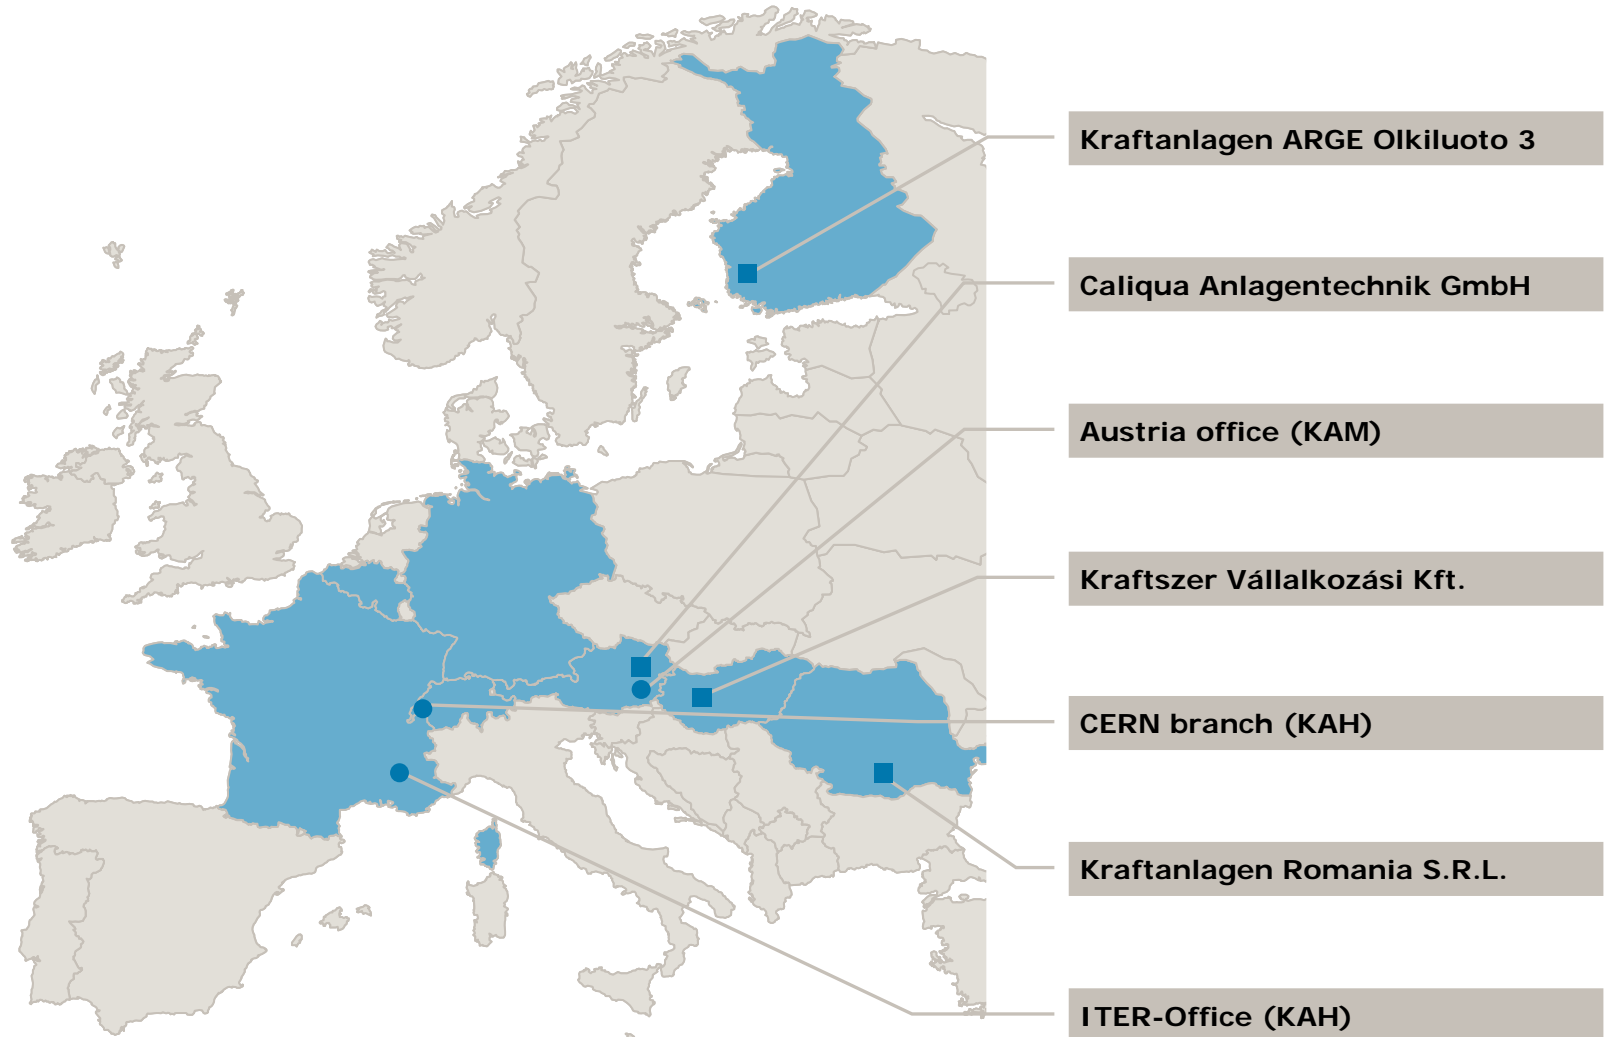 Kraftanlagen ARGE Olkiluoto 3
Caliqua Anlagentechnik GmbH
Austria office (KAM)
Kraftszer Vállalkozási Kft.
CERN branch (KAH)
Kraftanlagen Romania S.R.L.
ITER-Office (KAH)